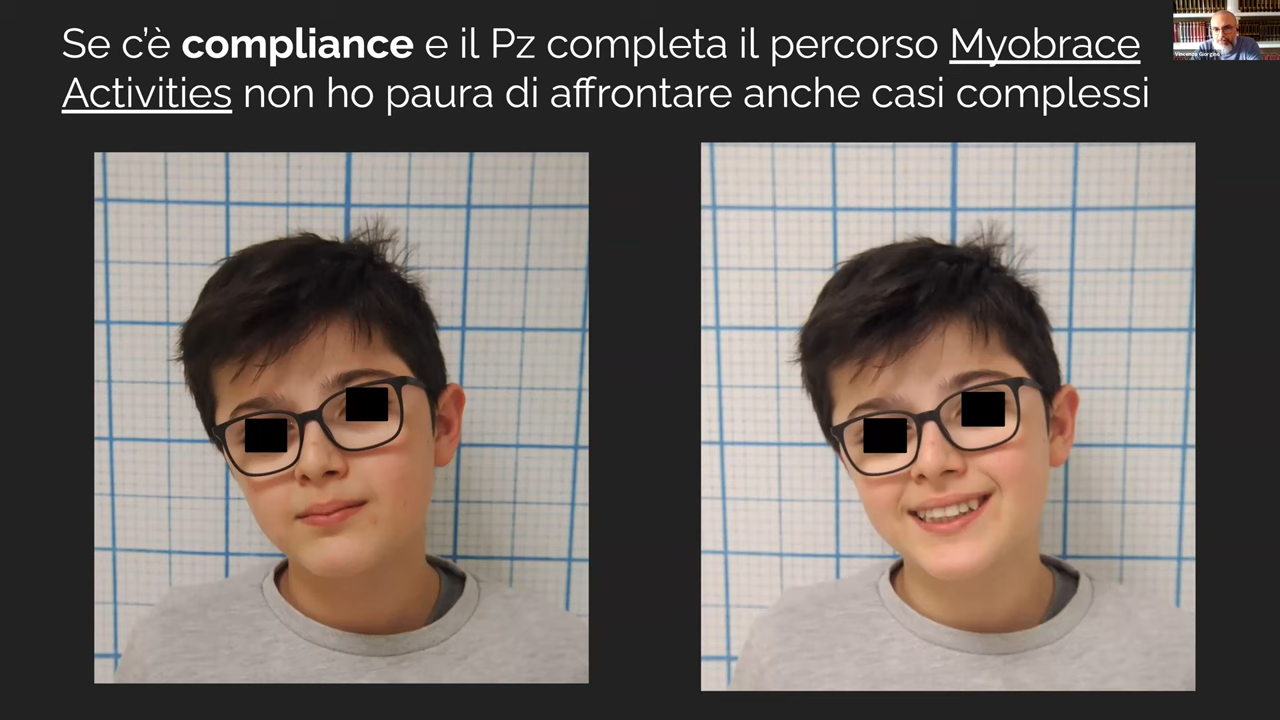 Se c'è compliance e il Pz completa il percorso Myobrace
Activities non ho paura di affrontare anche casi complessi